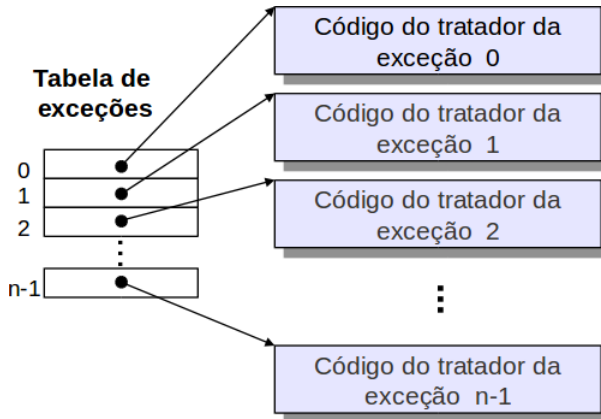 Código do tratador da
exceção 0
Tabela de
exceções
Código do tratador da
exceção 1
0
1
2
Código do tratador da
exceção 2
n-1
Código do tratador da
exceção n-1